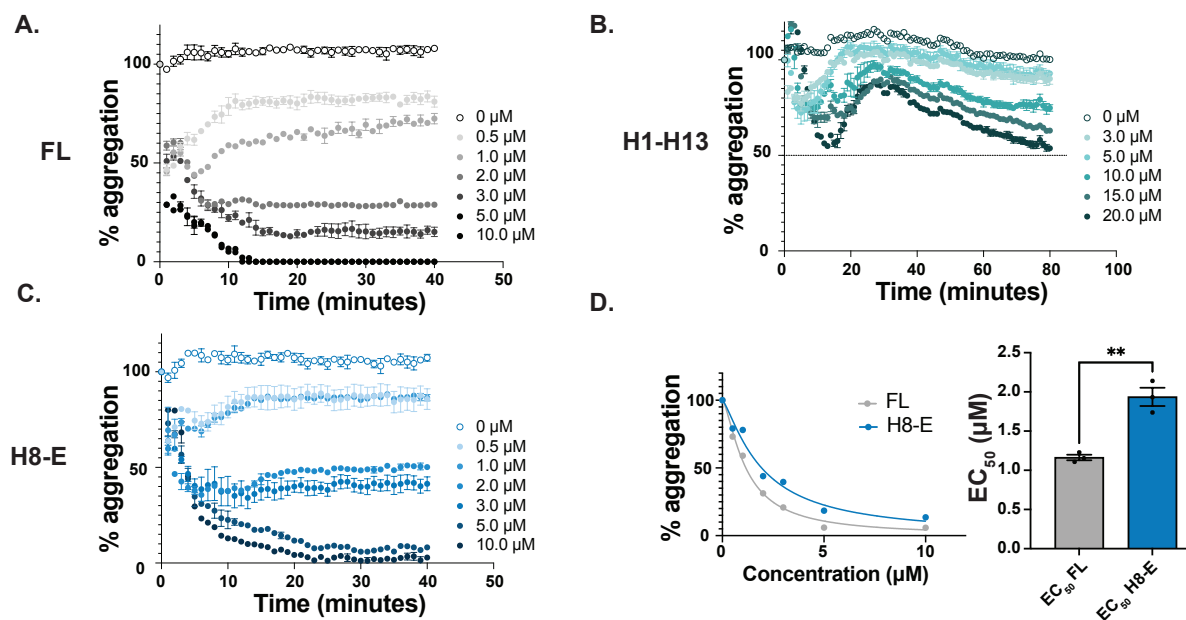 A.
FL
% aggregation
100
50
0
0 10 20 30 40 50
Time (minutes)
0 µM
0.5 µM
1.0 µM
2.0 µM
3.0 µM
5.0 µM
10.0 µM
B.
H1-H13
% aggregation
100
50
0
0 20 40 60 80 100
Time (minutes)
0 µM
3.0 µM
5.0 µM
10.0 µM
15.0 µM
20.0 µM
C.
H8-E
% aggregation
100
50
0
0 10 20 30 40 50
Time (minutes)
0 µM
0.5 µM
1.0 µM
2.0 µM
3.0 µM
5.0 µM
10.0 µM
D.
% aggregation
100
50
0
0 5 10
Concentration (µM)
FL
H8-E
EC50 (µM)
2.5
2.0
1.5
1.0
0.5
0.0
**
EC50 FL
EC50 H8-E